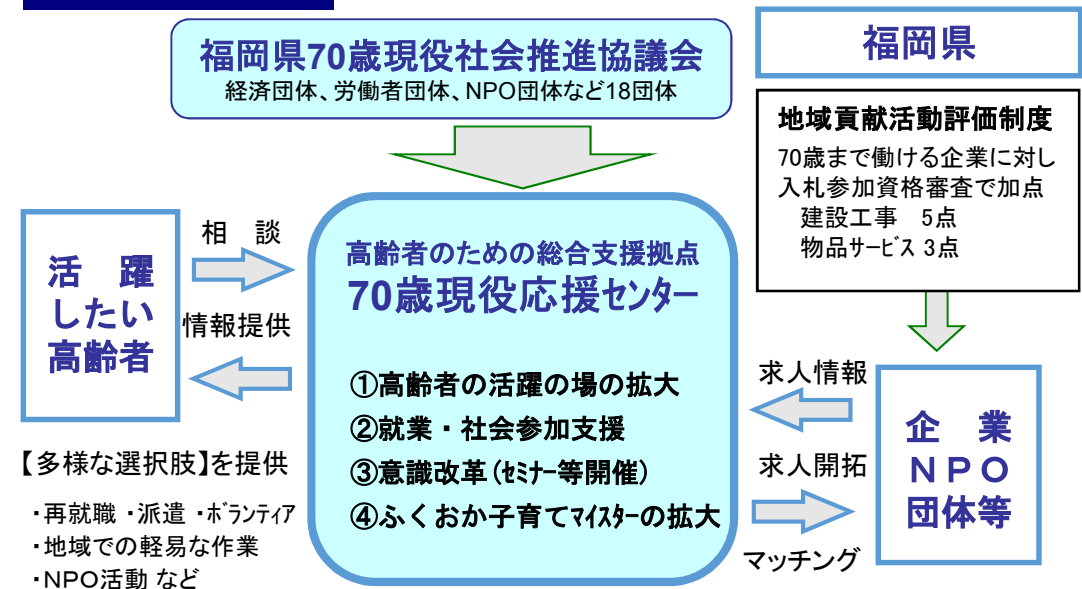 福岡県70歳現役社会推進協議会
経済団体、労働者団体、NPO団体など18団体
福岡県
地域貢献活動評価制度
70歳まで働ける企業に対し
入札参加資格審査で加点
建設工事 5点
物品ｻｰﾋﾞｽ 3点
活 躍
したい
高齢者
相 談
情報提供
高齢者のための総合支援拠点
70歳現役応援ｾﾝﾀｰ
①高齢者の活躍の場の拡大
②就業・社会参加支援
③意識改革(ｾﾐﾅｰ等開催)
④ふくおか子育てﾏｲｽﾀｰの拡大
求人情報
求人開拓
マッチング
企 業
NPO
団体等
【多様な選択肢】を提供
・再就職・派遣・ﾎﾞﾗﾝﾃｨｱ
・地域での軽易な作業
・NPO活動 など